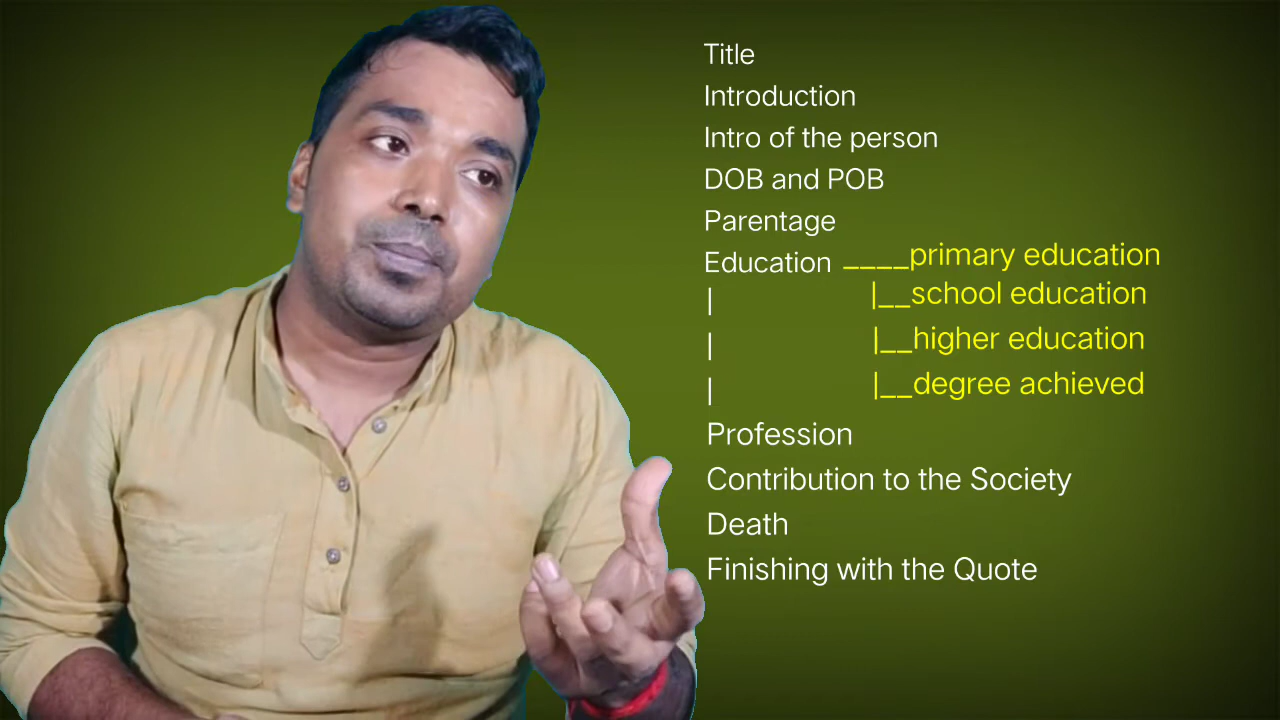 Title
Introduction
Intro of the person
DOB and POB
Parentage
Education ____primary education
| |__school education
| |__higher education
| |__degree achieved
Profession
Contribution to the Society
Death
Finishing with the Quote